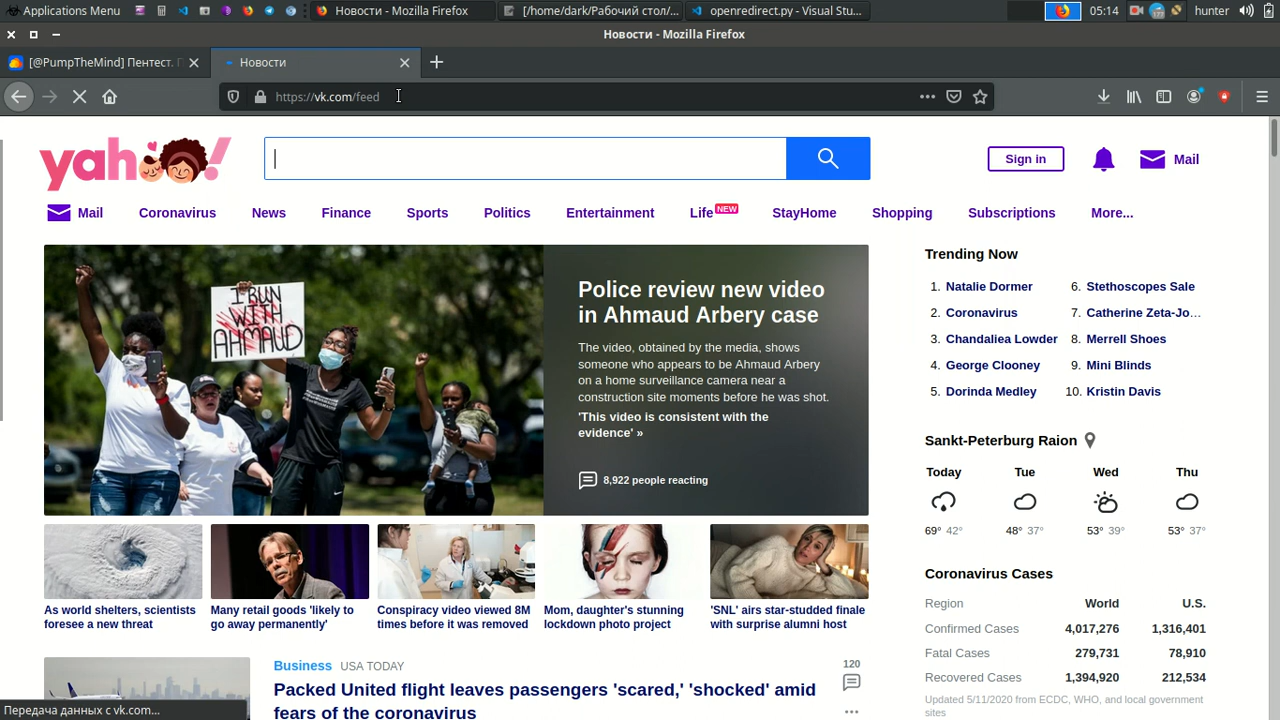 Applications Menu
Новости - Mozilla Firefox
[/home/dark/Рабочий стол/...
openredirect.py - Visual Stu...
05:14
hunter
Новости - Mozilla Firefox
[@PumpTheMind] Пентест.
Новости
https://vk.com/feed
yahoo!
Sign in
Mail
Mail
Coronavirus
News
Finance
Sports
Politics
Entertainment
Life NEW
StayHome
Shopping
Subscriptions
More...
I RUN
WITH
AHMAUD
Police review new video
in Ahmaud Arbery case
The video, obtained by the media, shows
someone who appears to be Ahmaud Arbery
on a home surveillance camera near a
construction site moments before he was shot.
'This video is consistent with the
evidence' »
8,922 people reacting
Trending Now
1. Natalie Dormer
2. Coronavirus
3. Chandaliea Lowder
4. George Clooney
5. Dorinda Medley
6. Stethoscopes Sale
7. Catherine Zeta-Jo...
8. Merrell Shoes
9. Mini Blinds
10. Kristin Davis
Sankt-Peterburg Raion
Today Tue Wed Thu
69° 42° 48° 37° 53° 39° 53° 37°
Coronavirus Cases
Region World U.S.
Confirmed Cases 4,017,276 1,316,401
Fatal Cases 279,731 78,910
Recovered Cases 1,394,920 212,534
Updated 5/11/2020 from ECDC, WHO, and local government
sites
As world shelters, scientists
foresee a new threat
Many retail goods 'likely to
go away permanently'
Conspiracy video viewed 8M
times before it was removed
Mom, daughter's stunning
lockdown photo project
'SNL' airs star-studded finale
with surprise alumni host
Business USA TODAY
Packed United flight leaves passengers 'scared,' 'shocked' amid
fears of the coronavirus
120
Передача данных с vk.com...